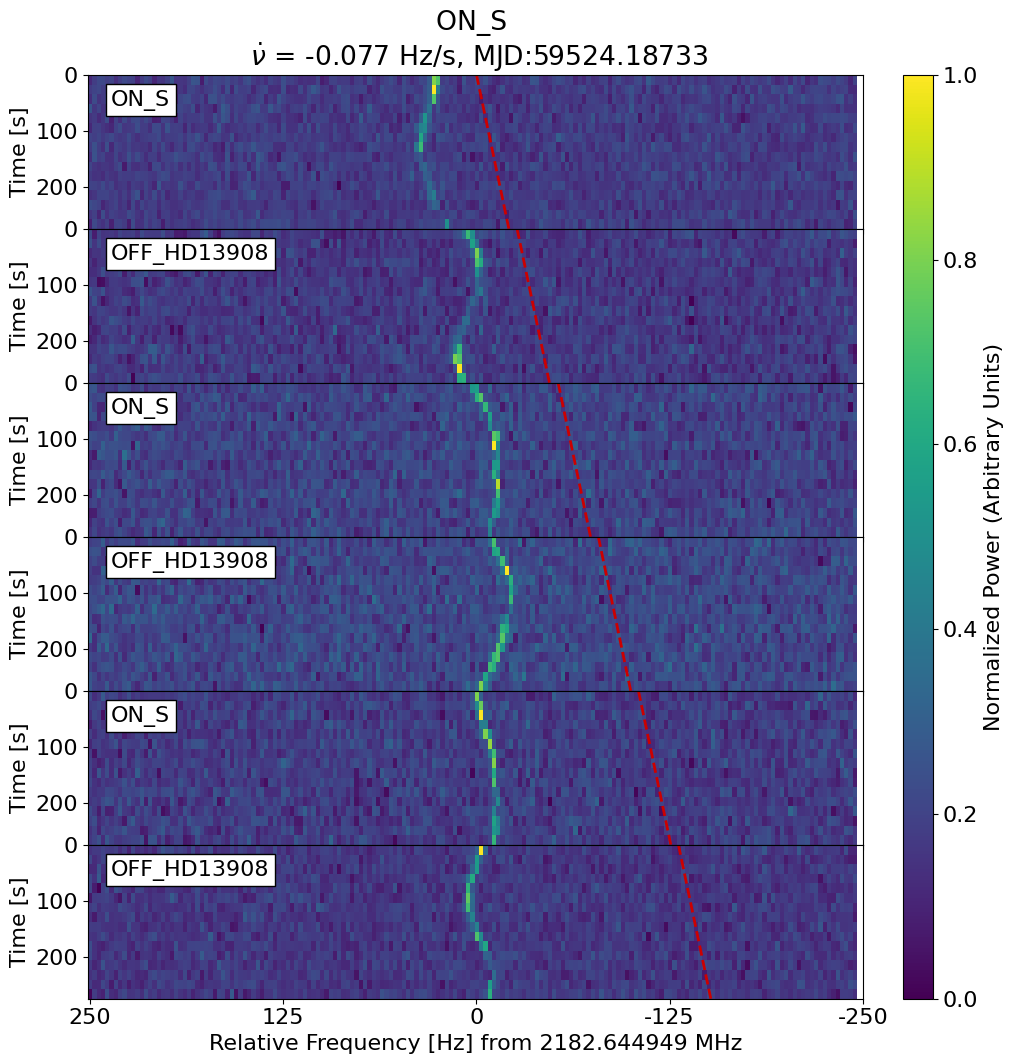 ON_S
ν̇ = -0.077 Hz/s, MJD:59524.18733
0
100
200
Time [s]
ON_S
0
100
200
Time [s]
OFF_HD13908
0
100
200
Time [s]
ON_S
0
100
200
Time [s]
OFF_HD13908
0
100
200
Time [s]
ON_S
0
100
200
Time [s]
OFF_HD13908
250 125 0 -125 -250
Relative Frequency [Hz] from 2182.644949 MHz
1.0
0.8
0.6
0.4
0.2
0.0
Normalized Power (Arbitrary Units)